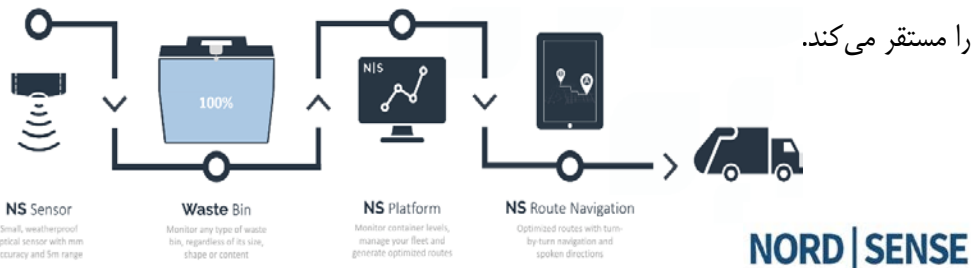 را مستقر می‌کند.
N|S
100%
NS Sensor
Small, weatherproof
optical sensor with mm
accuracy and 5m range
Waste Bin
Monitor any type of waste
bin, regardless of its size,
shape or content
NS Platform
Monitor container levels,
manage your fleet and
generate optimized routes
NS Route Navigation
Optimized routes with turn-
by-turn navigation and
spoken directions
NORD|SENSE